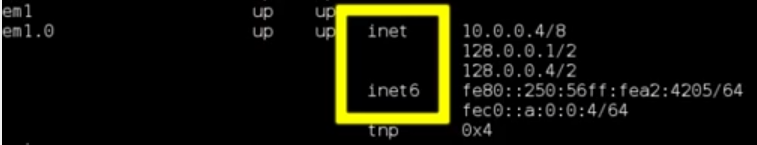 em1 up up
em1.0 up up inet 10.0.0.4/8
128.0.0.1/2
128.0.0.4/2
inet6 fe80::250:56ff:fea2:4205/64
fec0::a:0:0:4/64
tnp 0x4